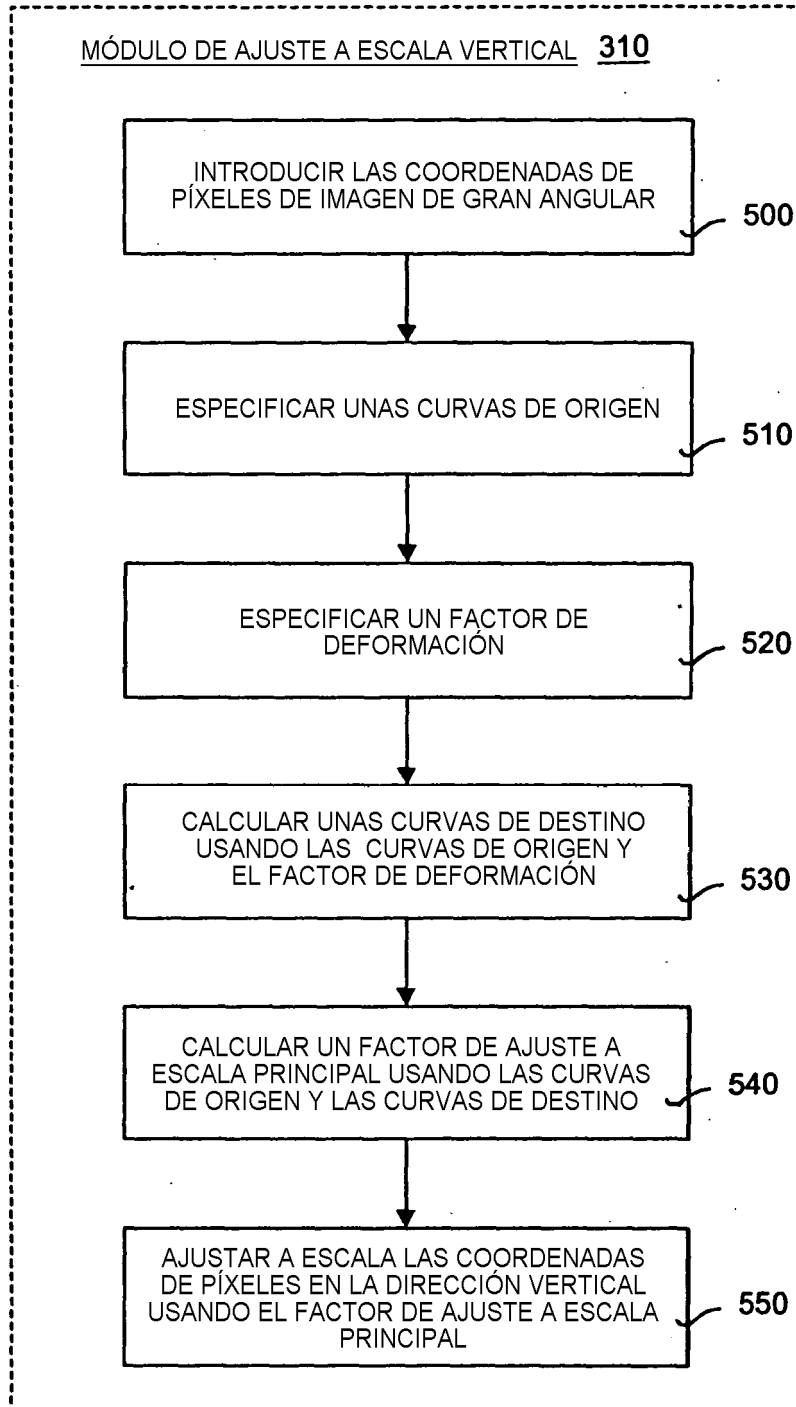 MÓDULO DE AJUSTE A ESCALA VERTICAL 310
INTRODUCIR LAS COORDENADAS DE
PÍXELES DE IMAGEN DE GRAN ANGULAR
500
ESPECIFICAR UNAS CURVAS DE ORIGEN
510
ESPECIFICAR UN FACTOR DE
DEFORMACIÓN
520
CALCULAR UNAS CURVAS DE DESTINO
USANDO LAS CURVAS DE ORIGEN Y
EL FACTOR DE DEFORMACIÓN
530
CALCULAR UN FACTOR DE AJUSTE A
ESCALA PRINCIPAL USANDO LAS CURVAS
DE ORIGEN Y LAS CURVAS DE DESTINO
540
AJUSTAR A ESCALA LAS COORDENADAS
DE PÍXELES EN LA DIRECCIÓN VERTICAL
USANDO EL FACTOR DE AJUSTE A ESCALA
PRINCIPAL
550